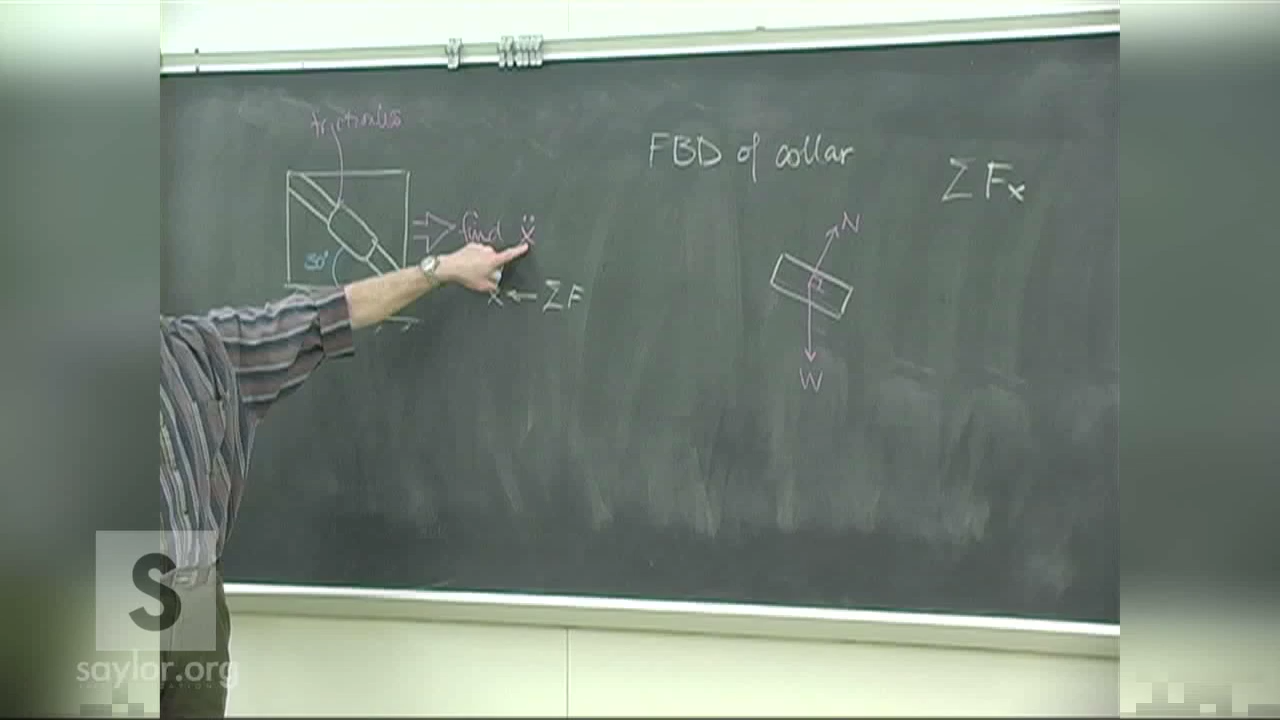 frictionless
30°
find ẍ
ẍ ← ΣF
FBD of collar
N
W
ΣFx
S
saylor.org